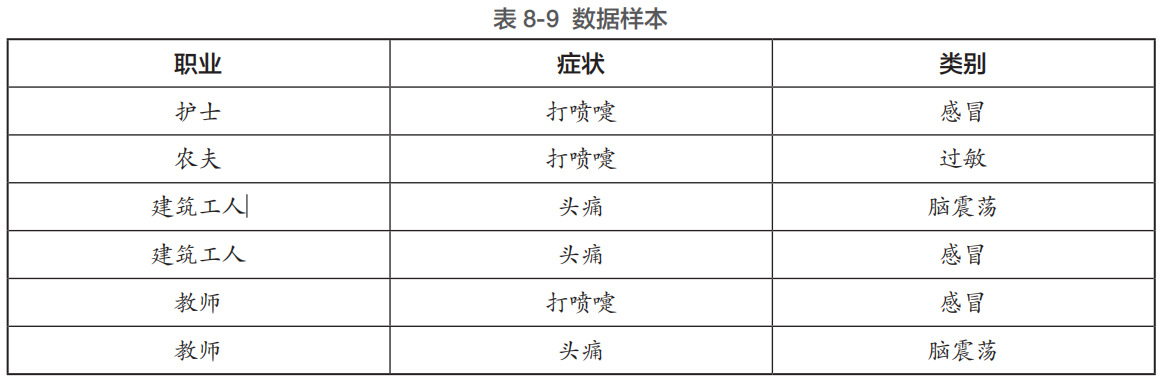 表 8-9 数据样本
职业 症状 类别
护士 打喷嚏 感冒
农夫 打喷嚏 过敏
建筑工人 头痛 脑震荡
建筑工人 头痛 感冒
教师 打喷嚏 感冒
教师 头痛 脑震荡